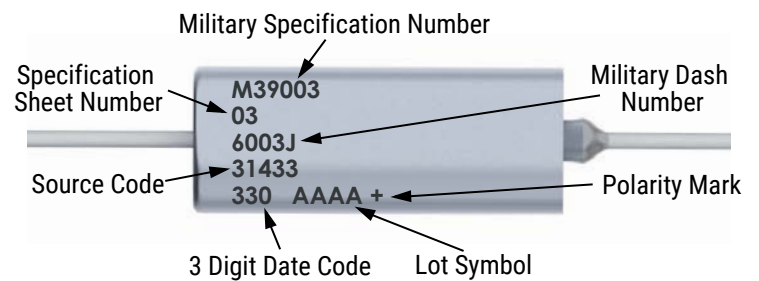 Military Specification Number
Specification
Sheet Number
M39003
03
6003J
31433
330 AAAA +
Military Dash
Number
Source Code
Polarity Mark
3 Digit Date Code
Lot Symbol